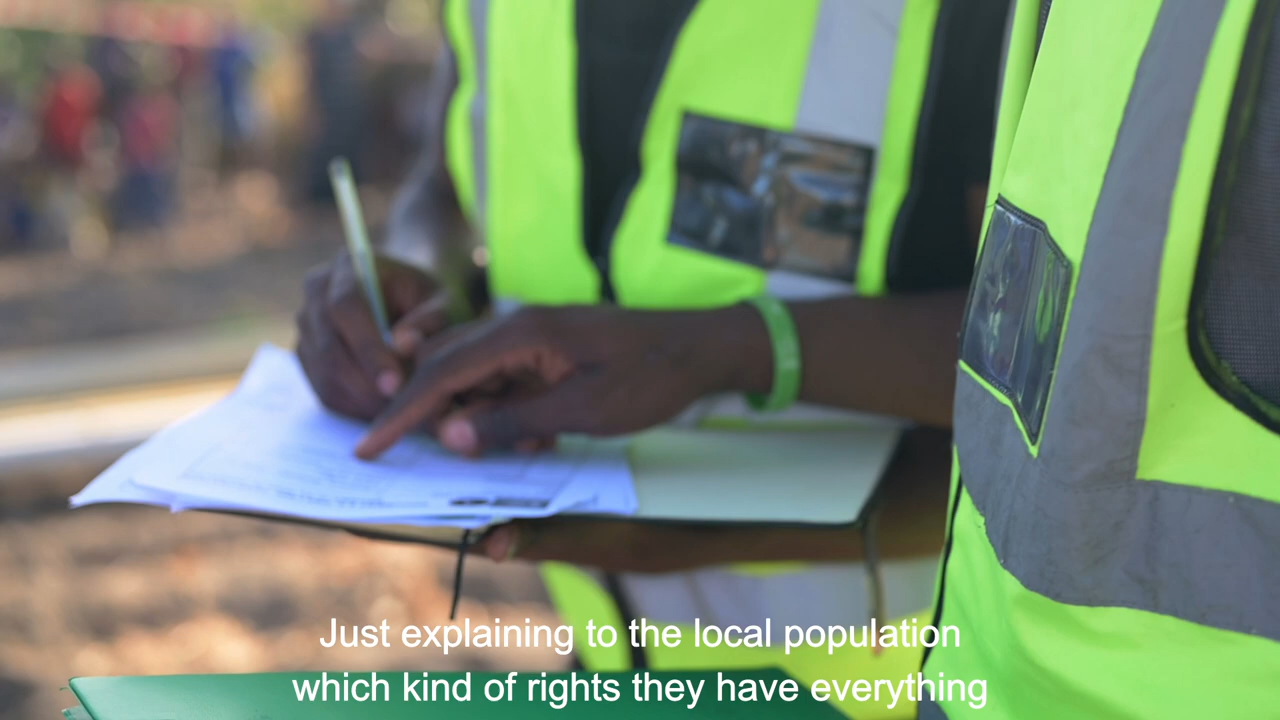 Just explaining to the local population
which kind of rights they have everything